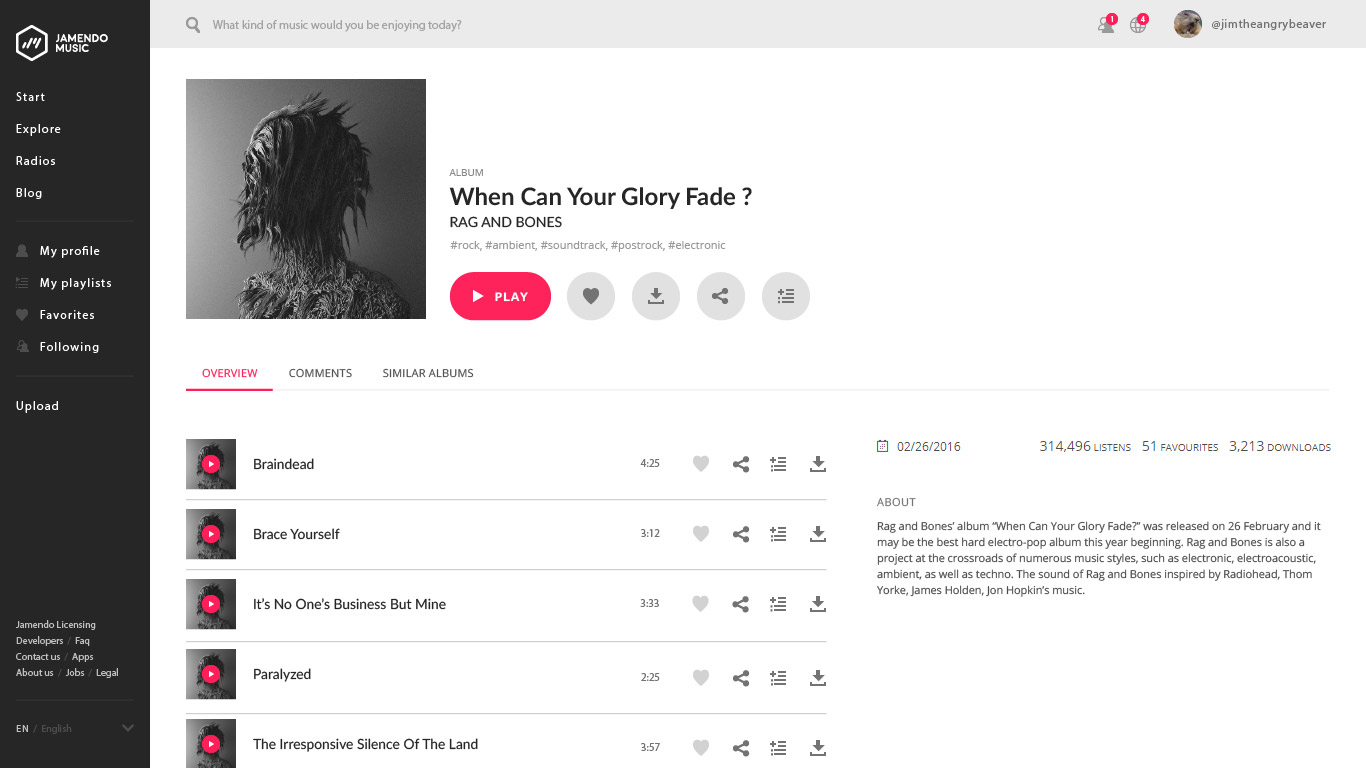 JAMENDO
MUSIC
Start
Explore
Radios
Blog
My profile
My playlists
Favorites
Following
Upload
Jamendo Licensing
Developers / Faq
Contact us / Apps
About us / Jobs / Legal
EN / English
What kind of music would you be enjoying today?
1
4
@jimtheangrybeaver
ALBUM
When Can Your Glory Fade ?
RAG AND BONES
#rock, #ambient, #soundtrack, #postrock, #electronic
PLAY
OVERVIEW COMMENTS SIMILAR ALBUMS
Braindead 4:25
Brace Yourself 3:12
It's No One's Business But Mine 3:33
Paralyzed 2:25
The Irresponsive Silence Of The Land 3:57
02/26/2016 314,496 LISTENS 51 FAVOURITES 3,213 DOWNLOADS
ABOUT
Rag and Bones' album “When Can Your Glory Fade?” was released on 26 February and it
may be the best hard electro-pop album this year beginning. Rag and Bones is also a
project at the crossroads of numerous music styles, such as electronic, electroacoustic,
ambient, as well as techno. The sound of Rag and Bones inspired by Radiohead, Thom
Yorke, James Holden, Jon Hopkin's music.